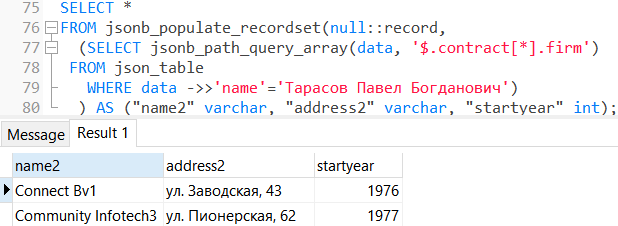 75 SELECT *
76 FROM jsonb_populate_recordset(null::record,
77 (SELECT jsonb_path_query_array(data, '$.contract[*].firm')
78 FROM json_table
79 WHERE data ->>'name'='Тарасов Павел Богданович')
80 ) AS ("name2" varchar, "address2" varchar, "startyear" int);
Message Result 1
name2 address2 startyear
Connect Bv1 ул. Заводская, 43 1976
Community Infotech3 ул. Пионерская, 62 1977